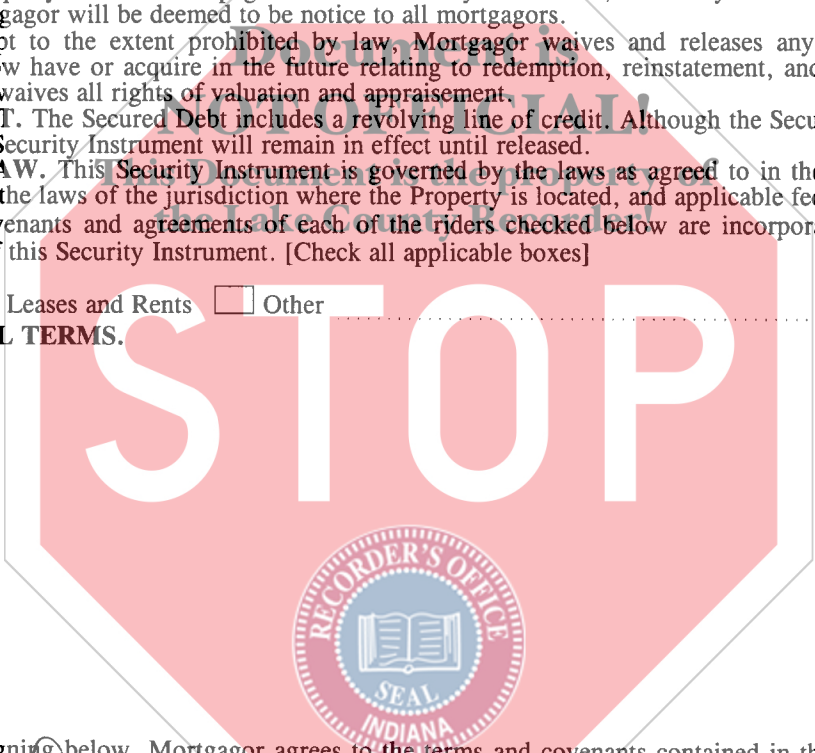 gagor will be deemed to be notice to all mortgagors.
pt to the extent prohibited by law, Mortgagor waives and releases any
w have or acquire in the future relating to redemption, reinstatement, and
waives all rights of valuation and appraisement.
T. The Secured Debt includes a revolving line of credit. Although the Secu
Security Instrument will remain in effect until released.
AW. This Security Instrument is governed by the laws as agreed to in the
the laws of the jurisdiction where the Property is located, and applicable fed
venants and agreements of each of the riders checked below are incorpora
this Security Instrument. [Check all applicable boxes]
Leases and Rents Other
L TERMS.
Document is
NOT OFFICIAL!
This Document is the property of
the Lake County Recorder!
STOP
RECORDER'S OFFICE
SEAL
INDIANA
gning below, Mortgagor agrees to the terms and covenants contained in th